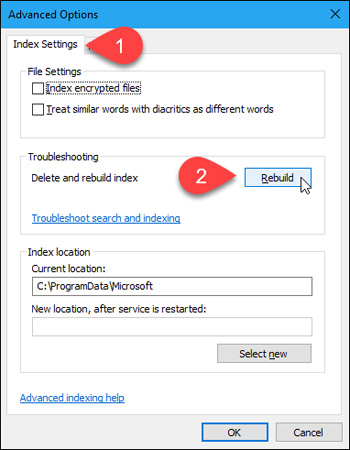 Advanced Options
Index Settings
1
File Settings
Index encrypted files
Treat similar words with diacritics as different words
Troubleshooting
Delete and rebuild index
2
Rebuild
Troubleshoot search and indexing
Index location
Current location:
C:\ProgramData\Microsoft
New location, after service is restarted:
Select new
Advanced indexing help
OK
Cancel